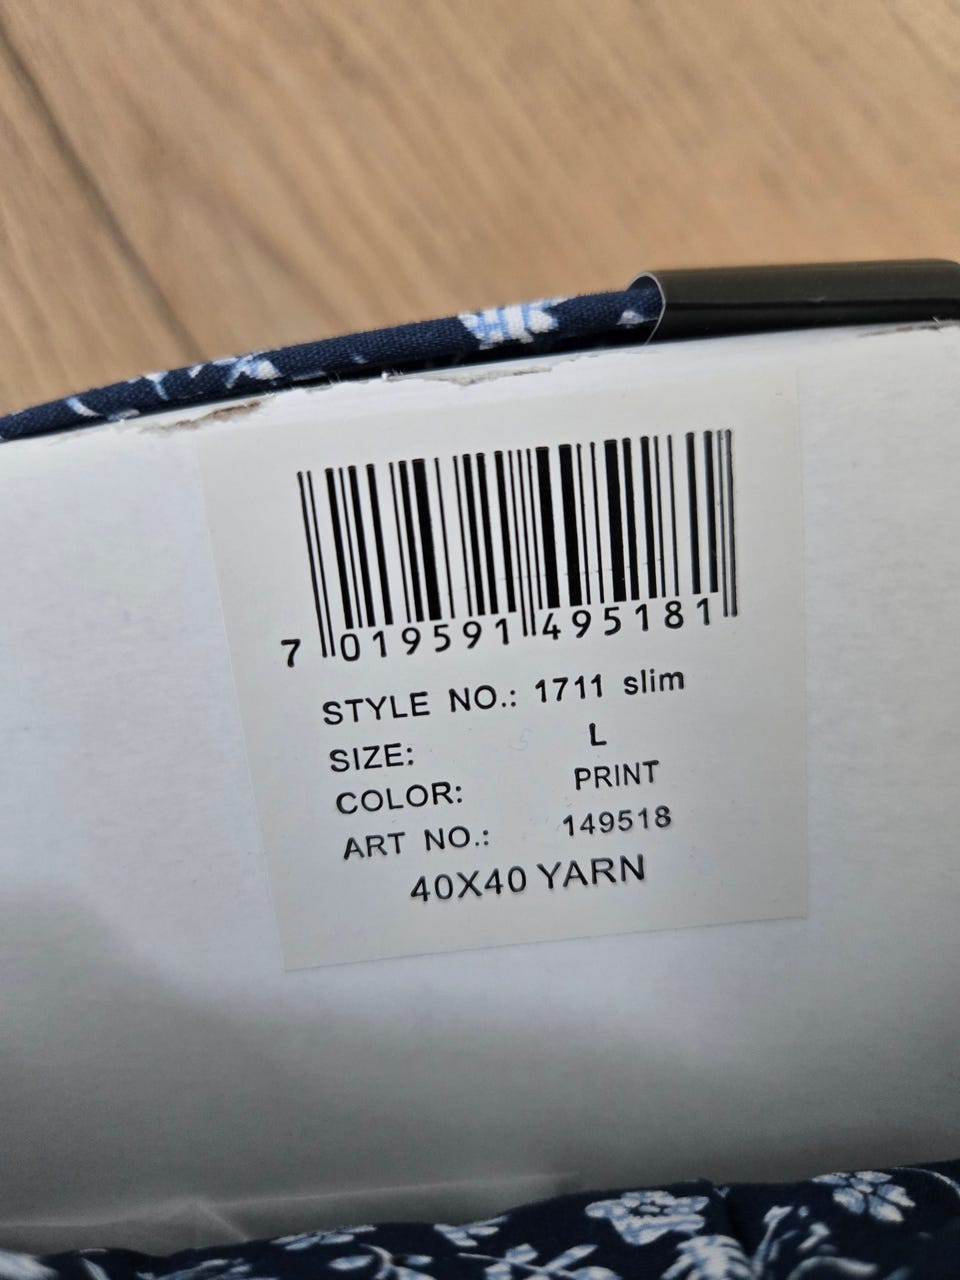 7 019591 495181
STYLE NO.: 1711 slim
SIZE: L
COLOR: PRINT
ART NO.: 149518
40X40 YARN